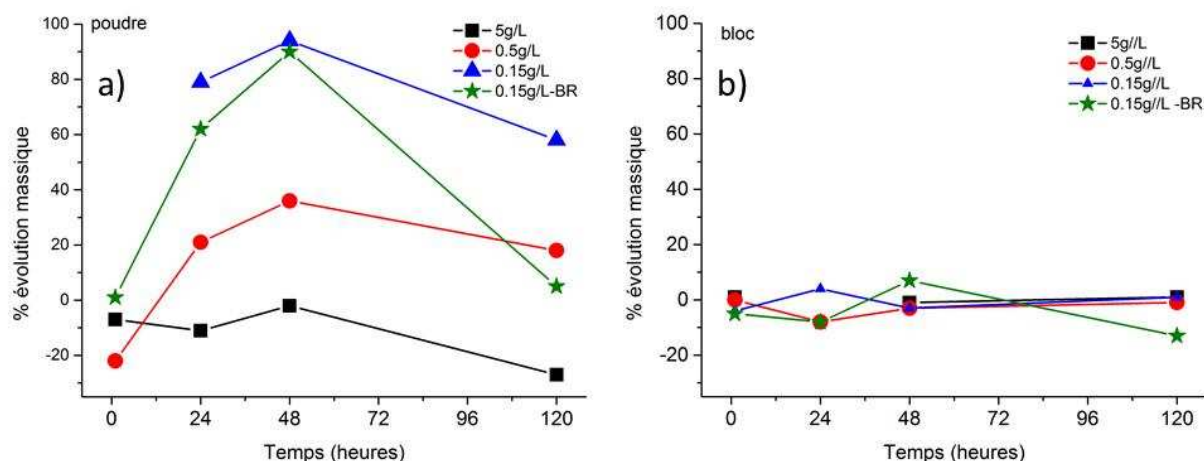 poudre
a)
5g/L
0.5g/L
0.15g/L
0.15g/L-BR
100
80
60
40
20
0
-20
% évolution massique
0 24 48 72 96 120
Temps (heures)
bloc
b)
5g//L
0.5g//L
0.15g//L
0.15g//L -BR
100
80
60
40
20
0
-20
% évolution massique
0 24 48 72 96 120
Temps (heures)